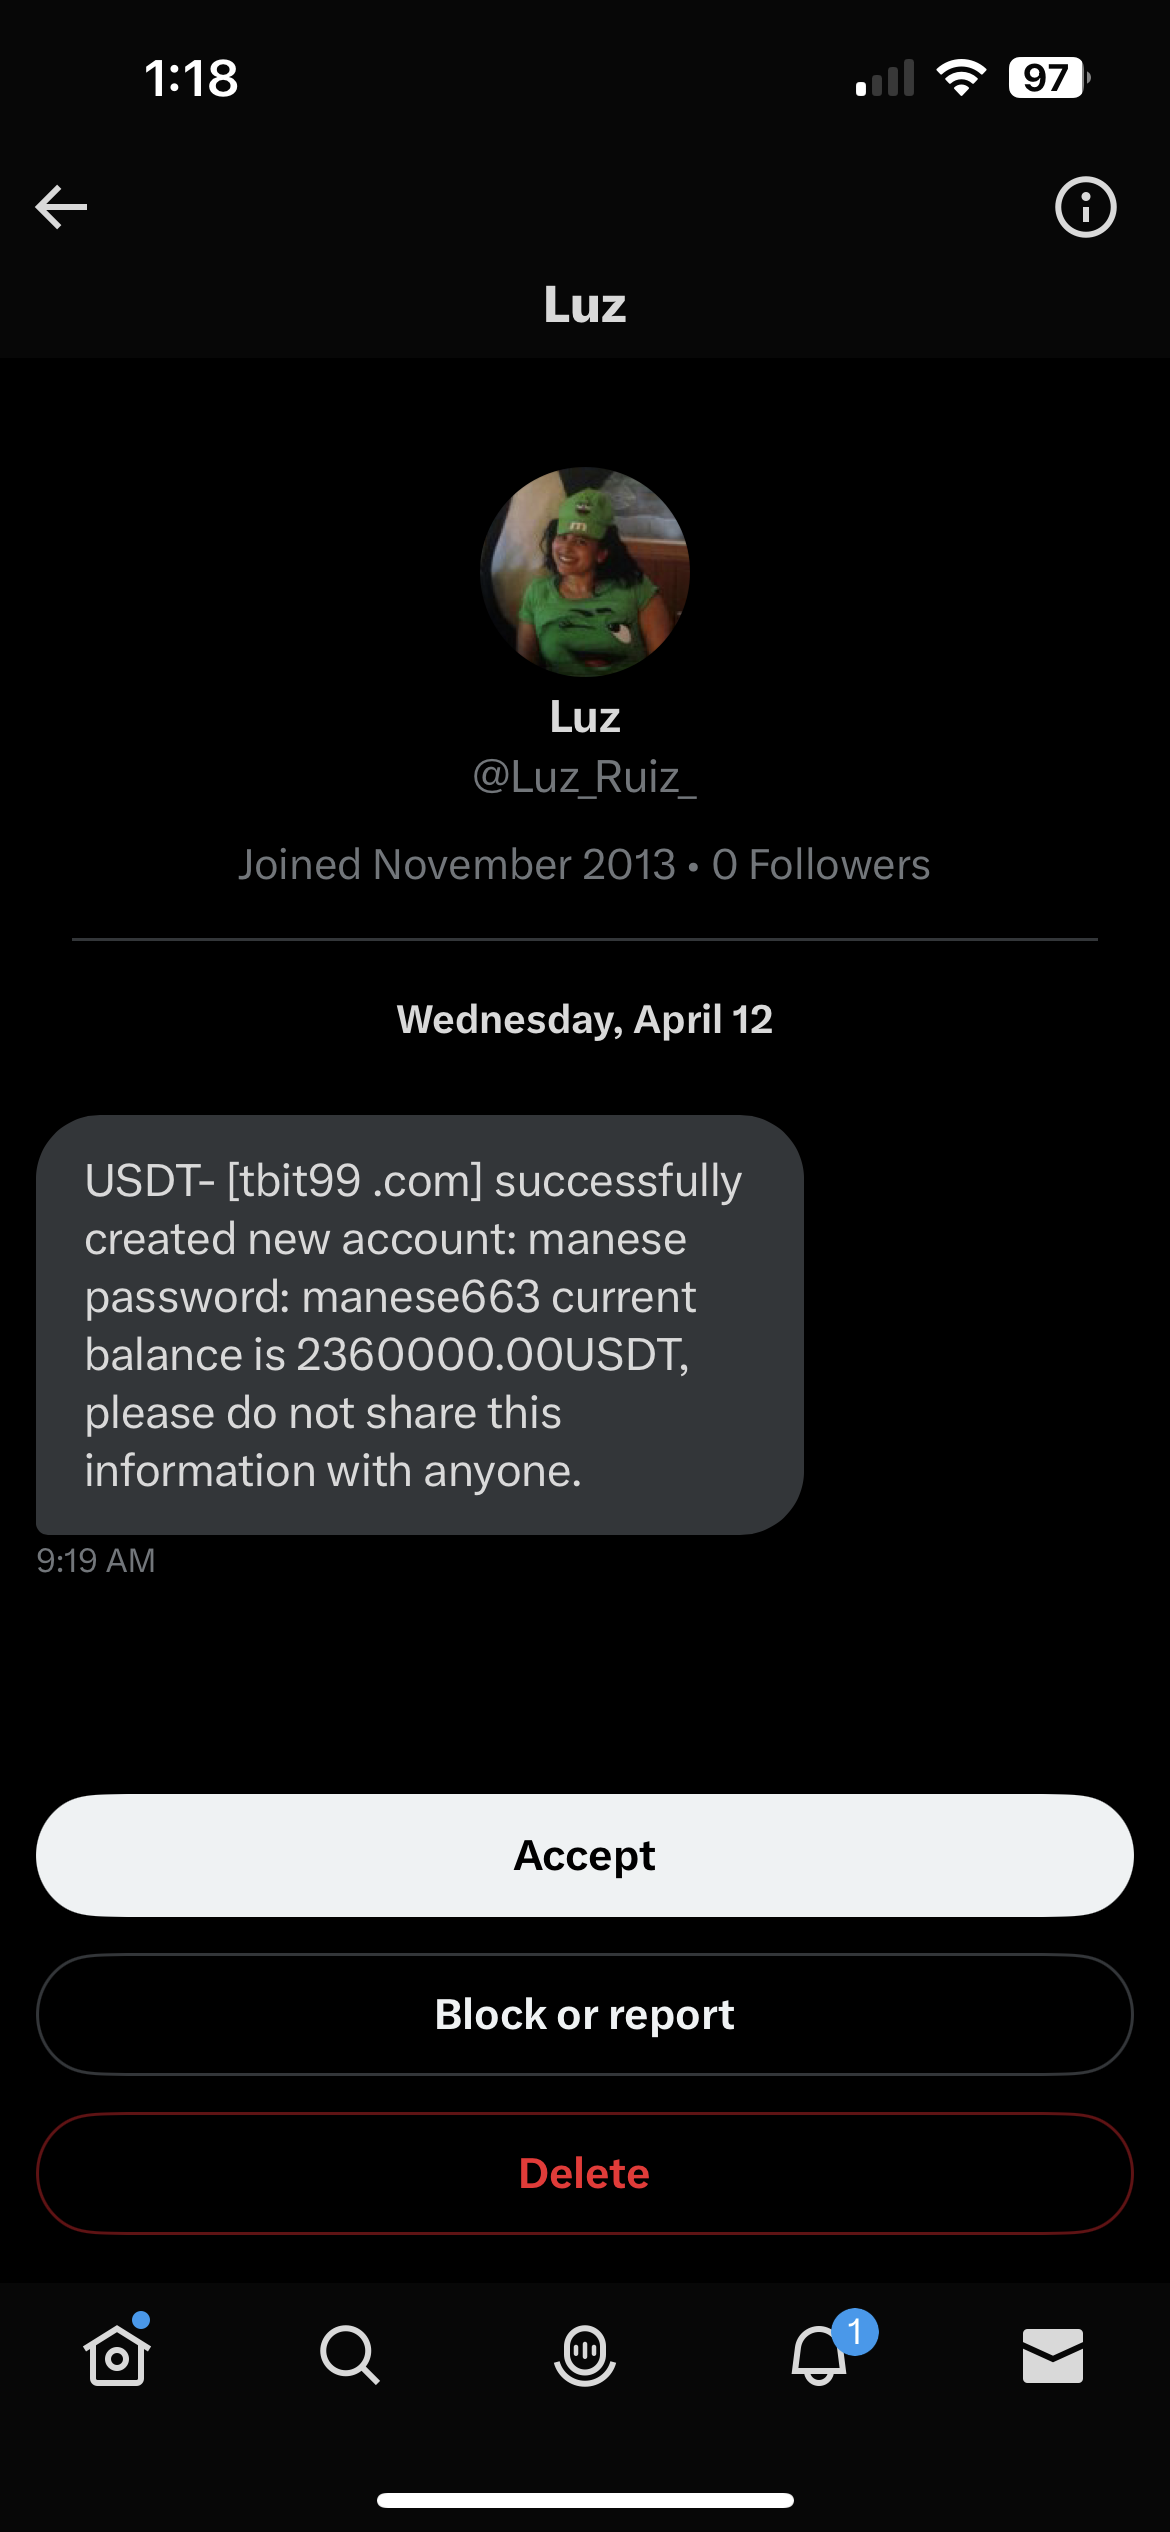 1:18
97
Luz
m
Luz
@Luz_Ruiz_
Joined November 2013 • 0 Followers
Wednesday, April 12
USDT- [tbit99 .com] successfully
created new account: manese
password: manese663 current
balance is 2360000.00USDT,
please do not share this
information with anyone.
9:19 AM
Accept
Block or report
Delete
1